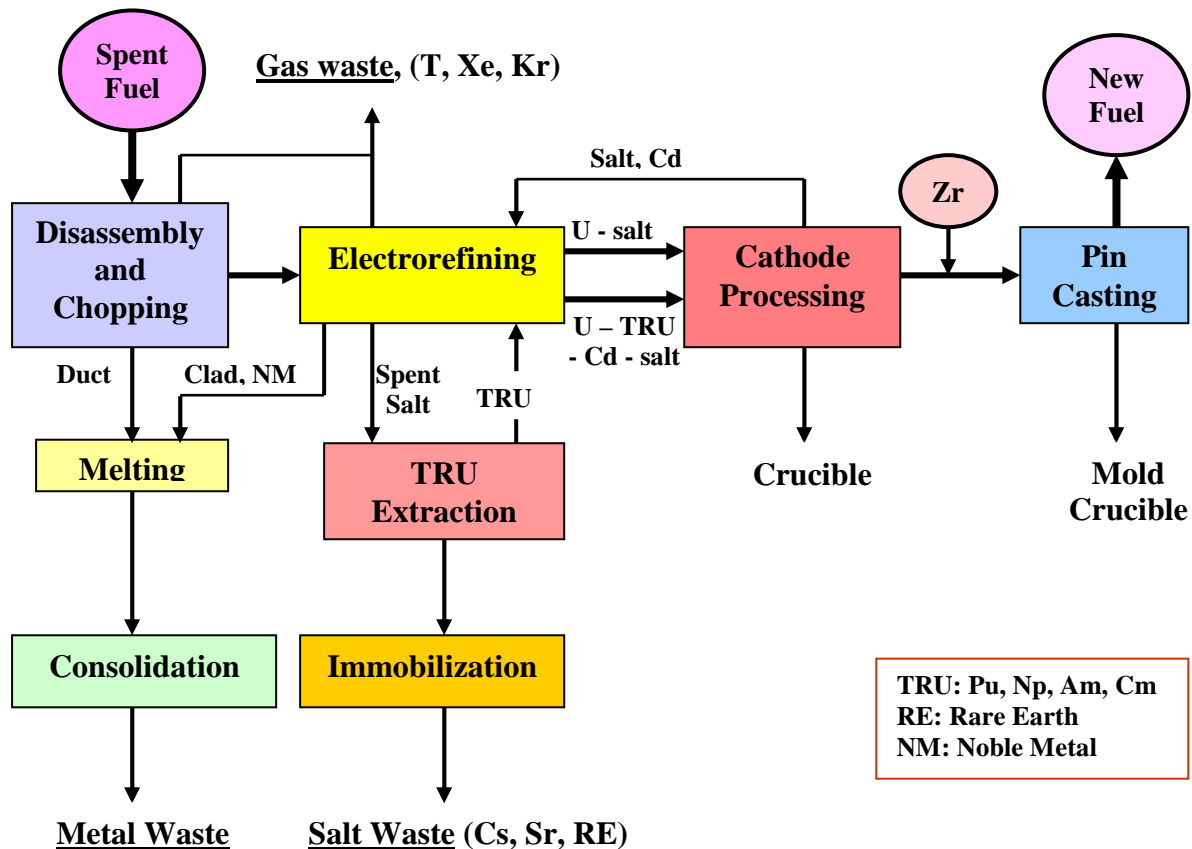 Spent
Fuel
Gas waste, (T, Xe, Kr)
New
Fuel
Salt, Cd
Zr
Disassembly
and
Chopping
Electrorefining
U - salt
Cathode
Processing
Pin
Casting
U – TRU
- Cd - salt
Duct
Clad, NM
Spent
Salt
TRU
Melting
TRU
Extraction
Crucible
Mold
Crucible
Consolidation
Immobilization
TRU: Pu, Np, Am, Cm
RE: Rare Earth
NM: Noble Metal
Metal Waste
Salt Waste (Cs, Sr, RE)